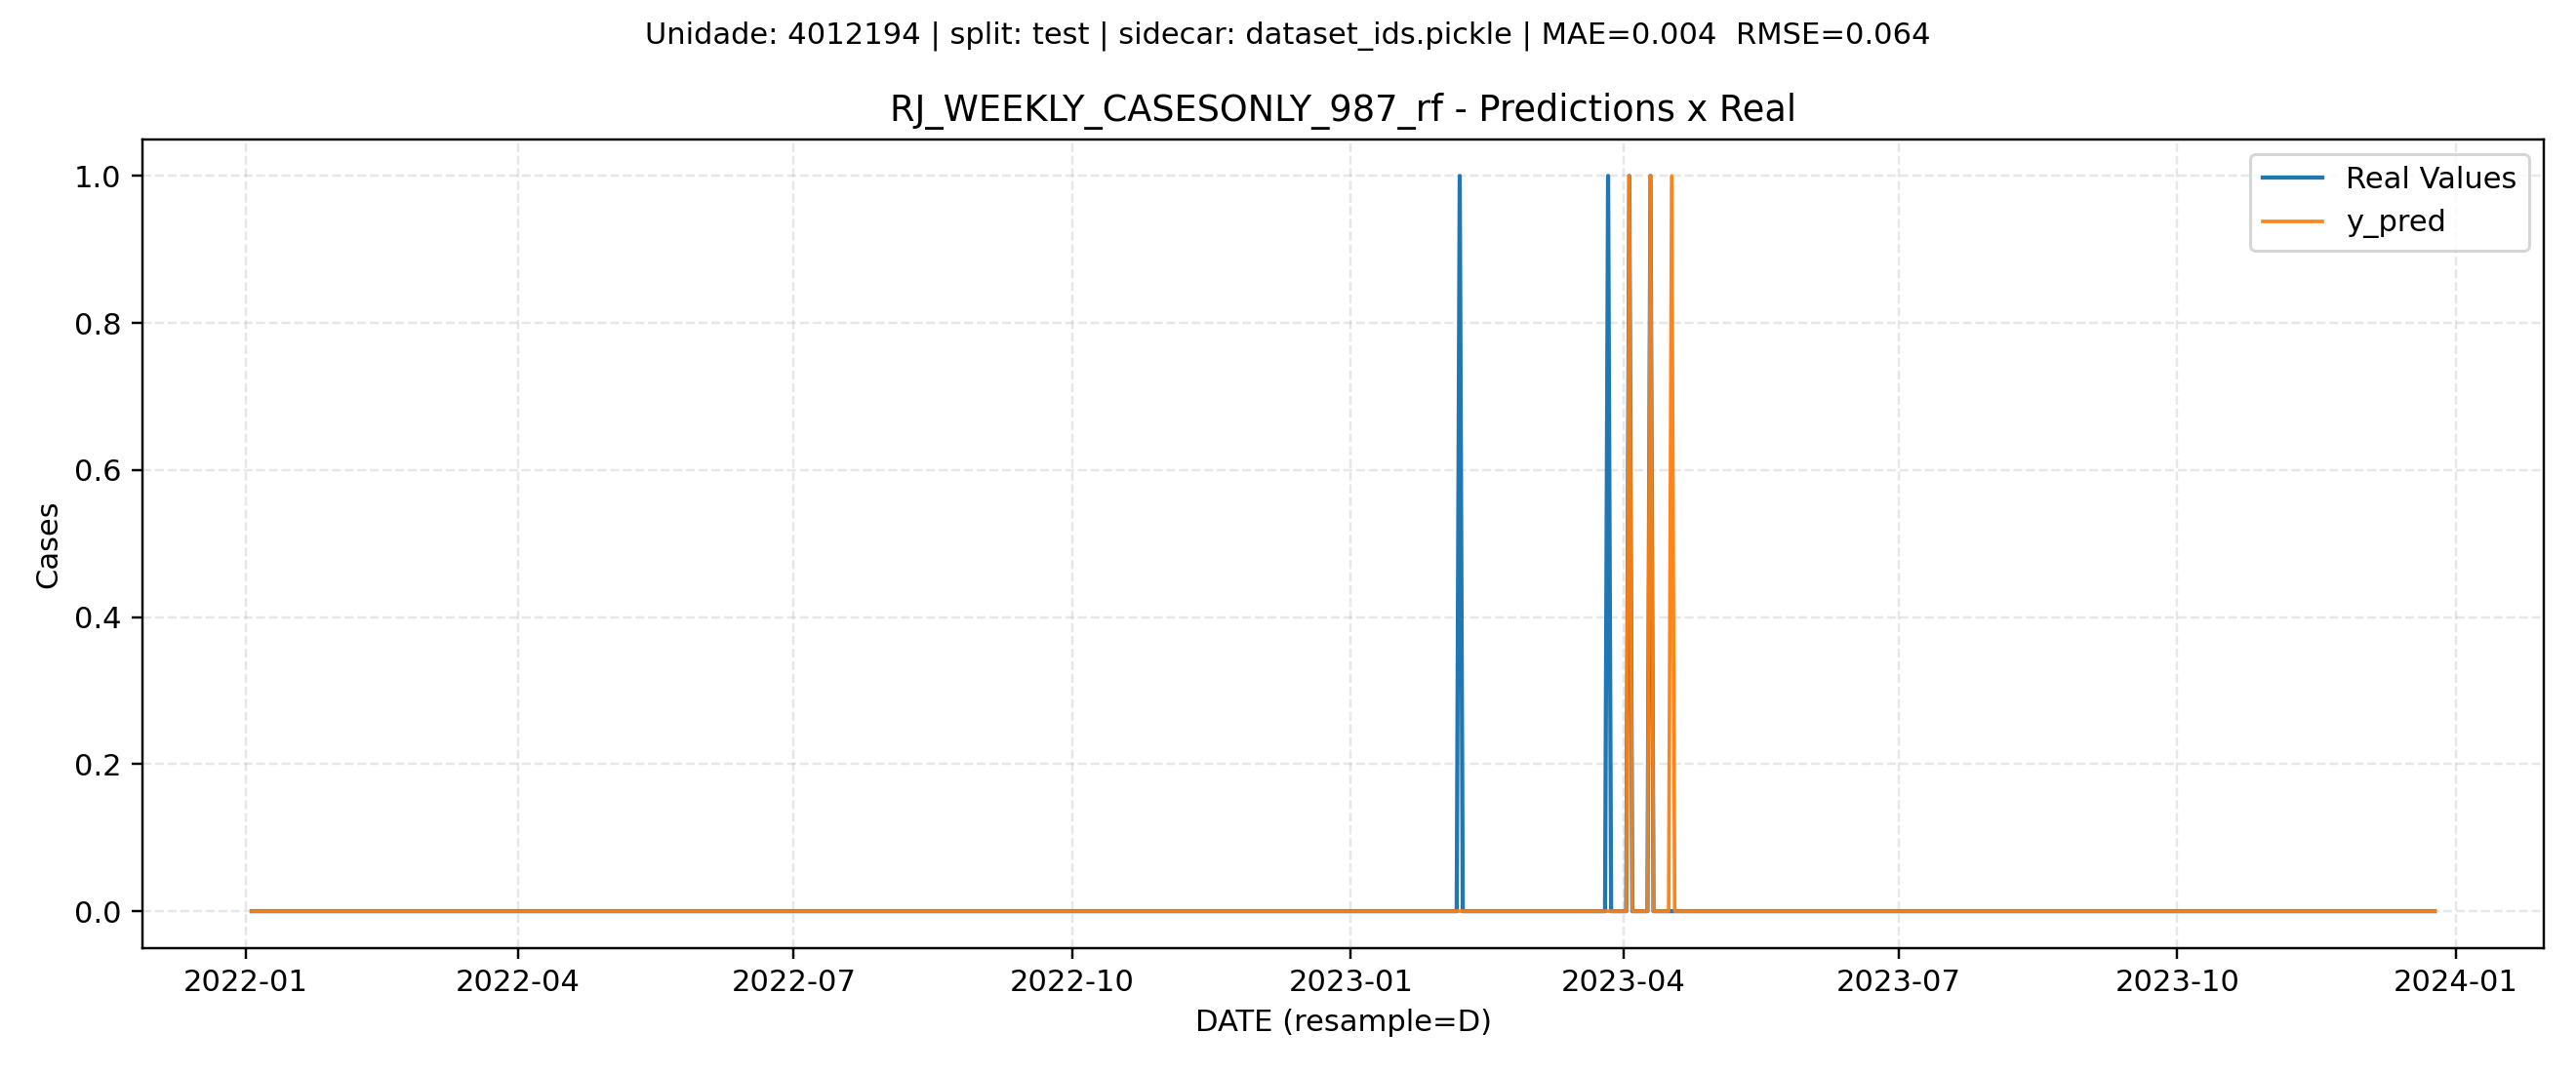 Unidade: 4012194 | split: test | sidecar: dataset_ids.pickle | MAE=0.004  RMSE=0.064
RJ_WEEKLY_CASESONLY_987_rf - Predictions x Real
Real Values
y_pred
1.0
0.8
0.6
0.4
0.2
0.0
Cases
2022-01
2022-04
2022-07
2022-10
2023-01
2023-04
2023-07
2023-10
2024-01
DATE (resample=D)